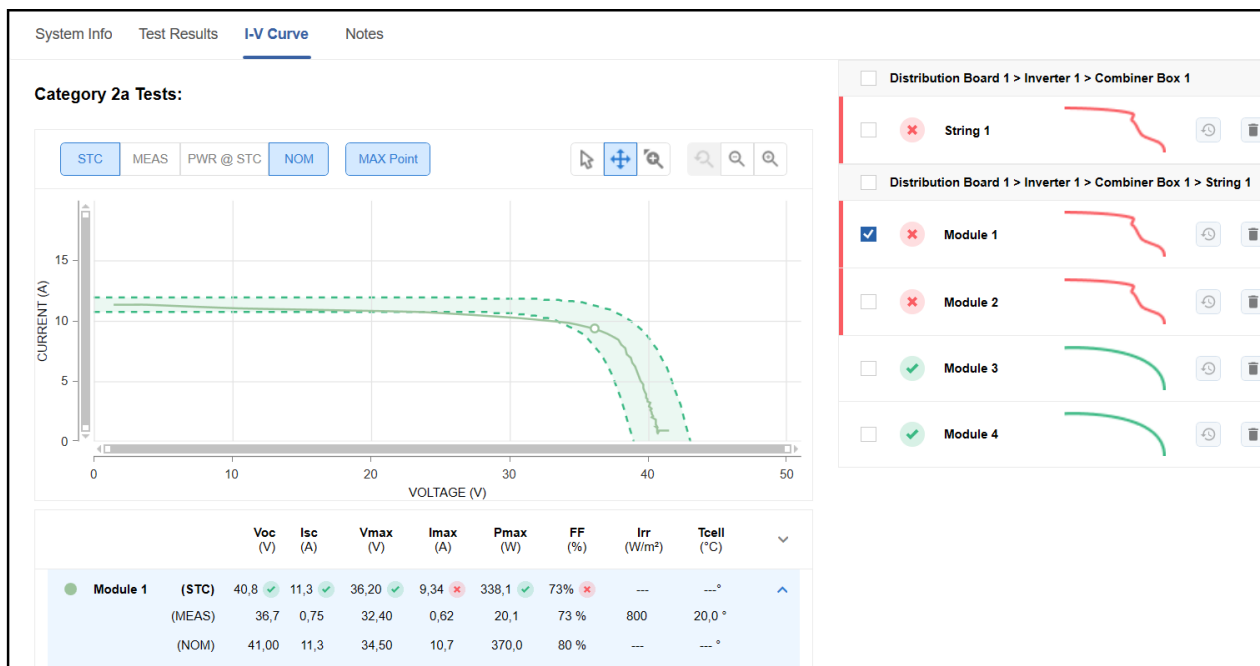 System Info Test Results I-V Curve Notes
Category 2a Tests:
STC MEAS PWR @ STC NOM MAX Point
CURRENT (A)
15
10
5
0
0 10 20 30 40 50
VOLTAGE (V)
Voc Isc Vmax Imax Pmax FF Irr Tcell
(V) (A) (V) (A) (W) (%) (W/m²) (°C)
Module 1 (STC) 40,8 11,3 36,20 9,34 338,1 73% --- ---°
(MEAS) 36,7 0,75 32,40 0,62 20,1 73 % 800 20,0 °
(NOM) 41,00 11,3 34,50 10,7 370,0 80 % --- --- °
Distribution Board 1 > Inverter 1 > Combiner Box 1
String 1
Distribution Board 1 > Inverter 1 > Combiner Box 1 > String 1
Module 1
Module 2
Module 3
Module 4